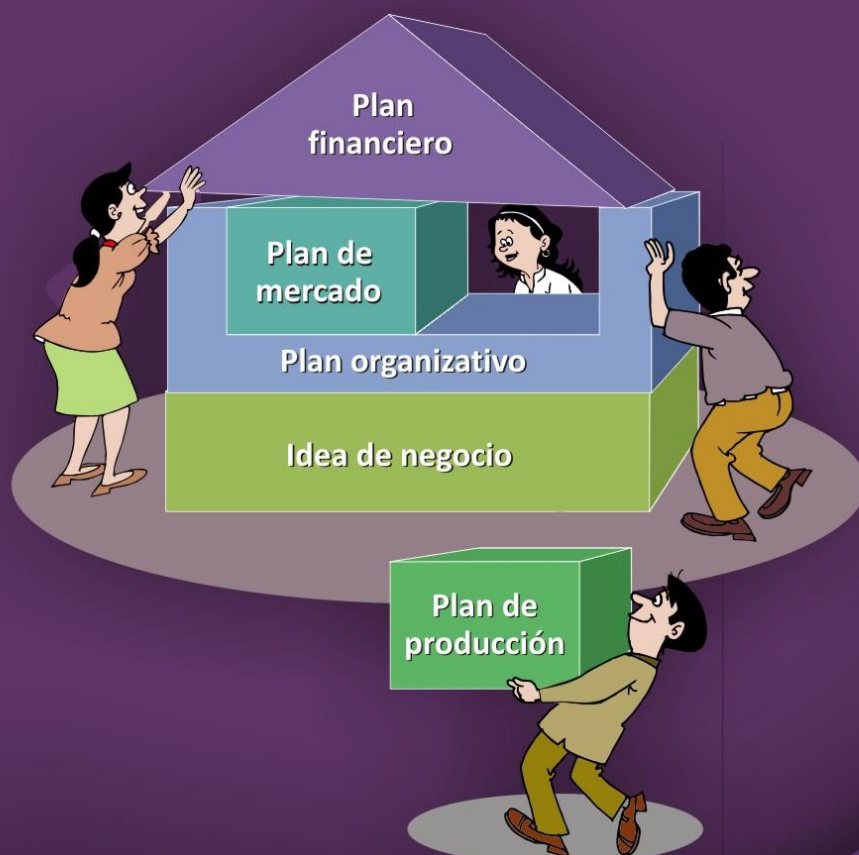 Plan
financiero
Plan de
mercado
Plan organizativo
Idea de negocio
Plan de
producción